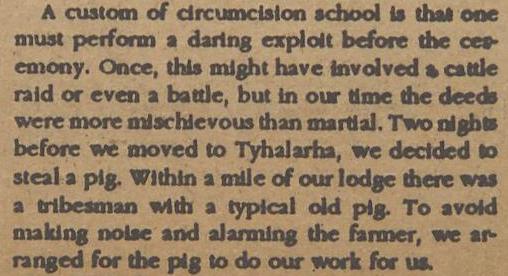 A custom of circumcision school is that one
must perform a daring exploit before the cer-
emony. Once, this might have involved a cattle
raid or even a battle, but in our time the deeds
were more mischievous than martial. Two nights
before we moved to Tyhalarha, we decided to
steal a pig. Within a mile of our lodge there was
a tribesman with a typical old pig. To avoid
making noise and alarming the farmer, we ar-
ranged for the pig to do our work for us.